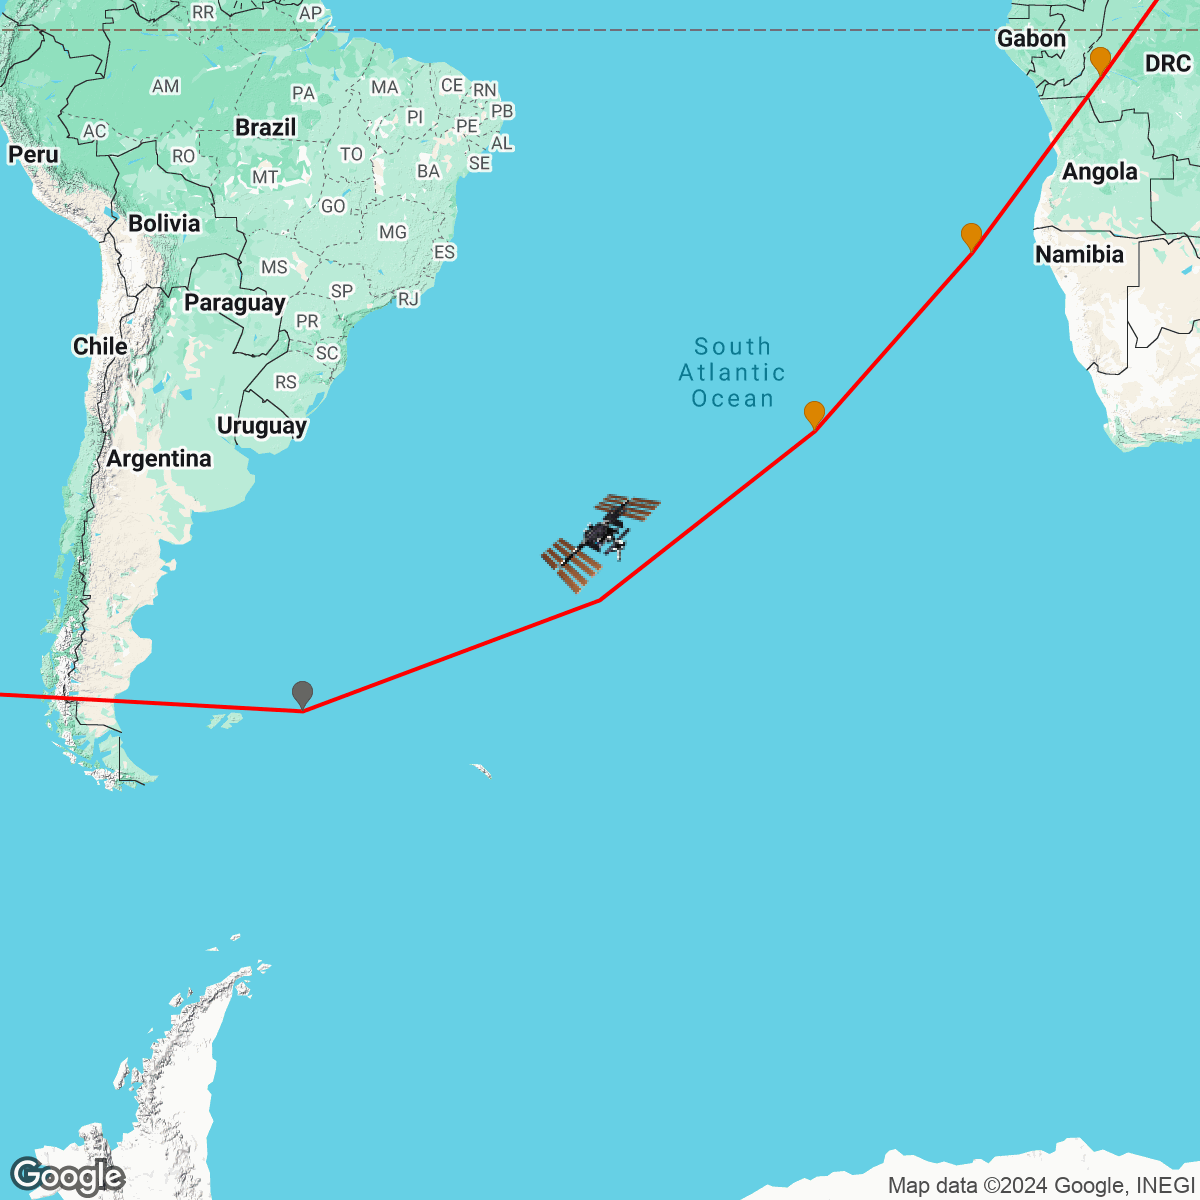 RR
AP
Gabon
DRC
AM
PA
MA
CE
RN
PB
PI
PE
AL
Brazil
AC
Peru
RO
TO
SE
BA
MT
Angola
GO
Bolivia
MG
ES
Namibia
MS
SP
Paraguay
RJ
PR
Chile
SC
South
Atlantic
Ocean
RS
Uruguay
Argentina
Google
Map data ©2024 Google, INEGI